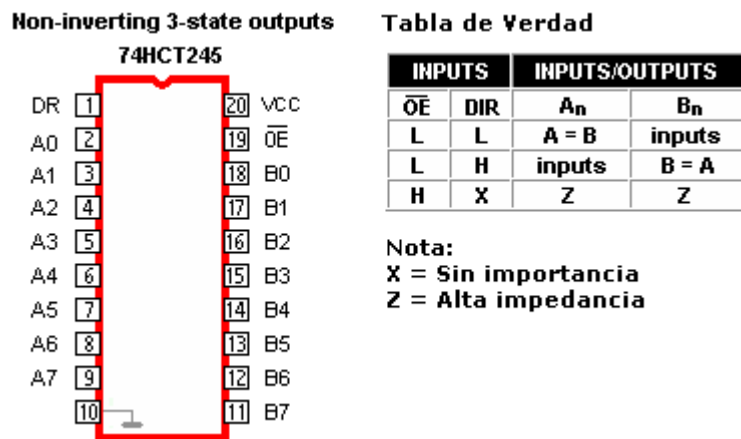 Non-inverting 3-state outputs
74HCT245
DR 1 20 VCC
A0 2 19 O̅E̅
A1 3 18 B0
A2 4 17 B1
A3 5 16 B2
A4 6 15 B3
A5 7 14 B4
A6 8 13 B5
A7 9 12 B6
10 11 B7
Tabla de Verdad
INPUTS INPUTS/OUTPUTS
O̅E̅ DIR An Bn
L L A = B inputs
L H inputs B = A
H X Z Z
Nota:
X = Sin importancia
Z = Alta impedancia